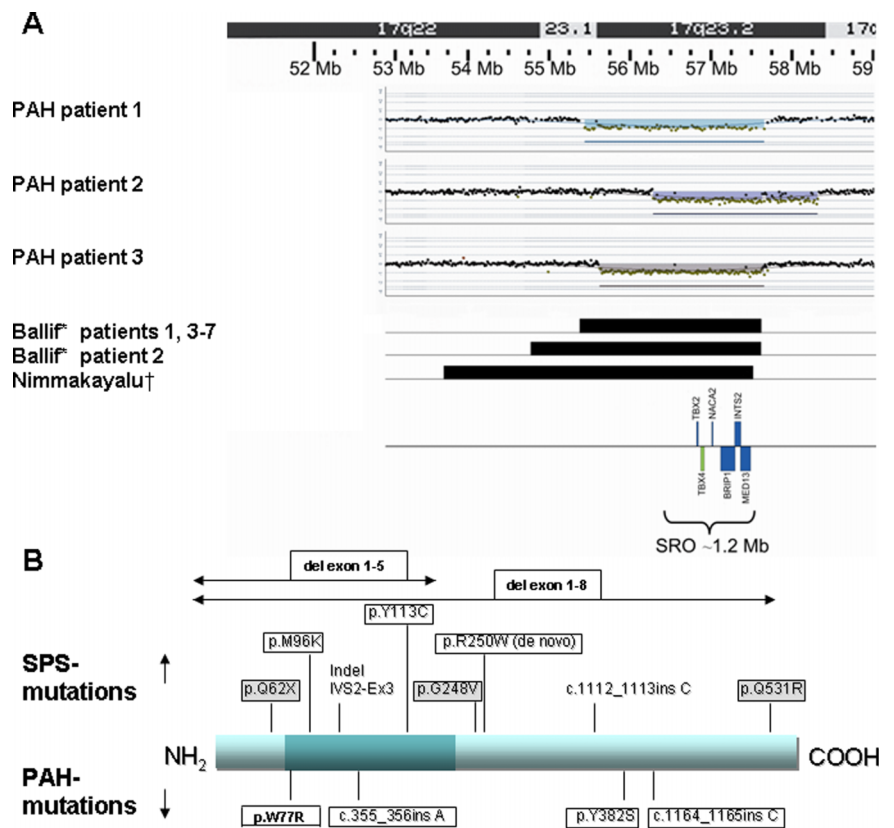 A
17q22 23.1 17q23.2 17q
52 Mb 53 Mb 54 Mb 55 Mb 56 Mb 57 Mb 58 Mb 59
PAH patient 1
PAH patient 2
PAH patient 3
Ballif* patients 1, 3-7
Ballif* patient 2
Nimmakayalu†
TBX2 NACA2 INTS2
TBX4 BRIP1 MED13
SRO ~1.2 Mb
B
del exon 1-5
del exon 1-8
p.Y113C
p.M96K p.R250W (de novo)
SPS-
mutations
Indel
IVS2-Ex3
p.Q62X p.G248V c.1112_1113ins C p.Q531R
NH2 COOH
PAH-
mutations
p.W77R c.355_356ins A p.Y382S c.1164_1165ins C